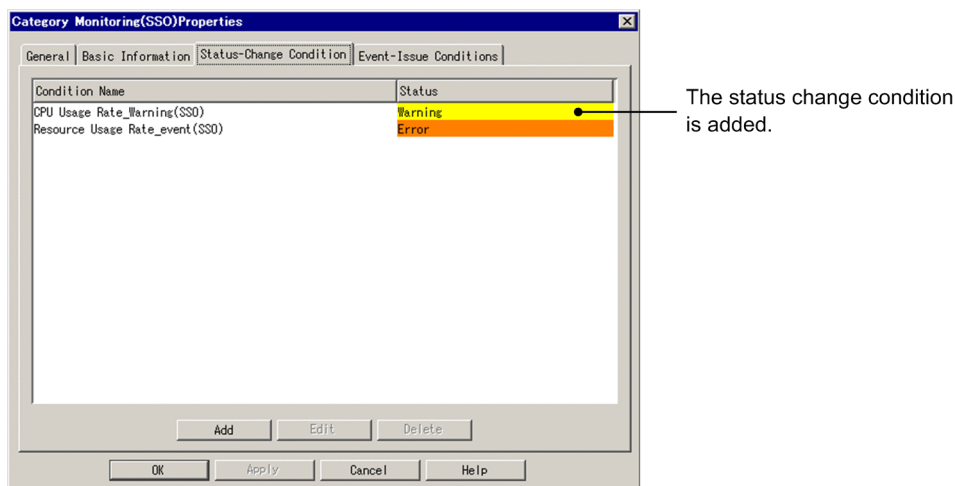 Category Monitoring(SSO)Properties
General Basic Information Status-Change Condition Event-Issue Conditions
Condition Name Status
CPU Usage Rate_Warning(SSO) Warning
Resource Usage Rate_event(SSO) Error
The status change condition
is added.
Add Edit Delete
OK Apply Cancel Help